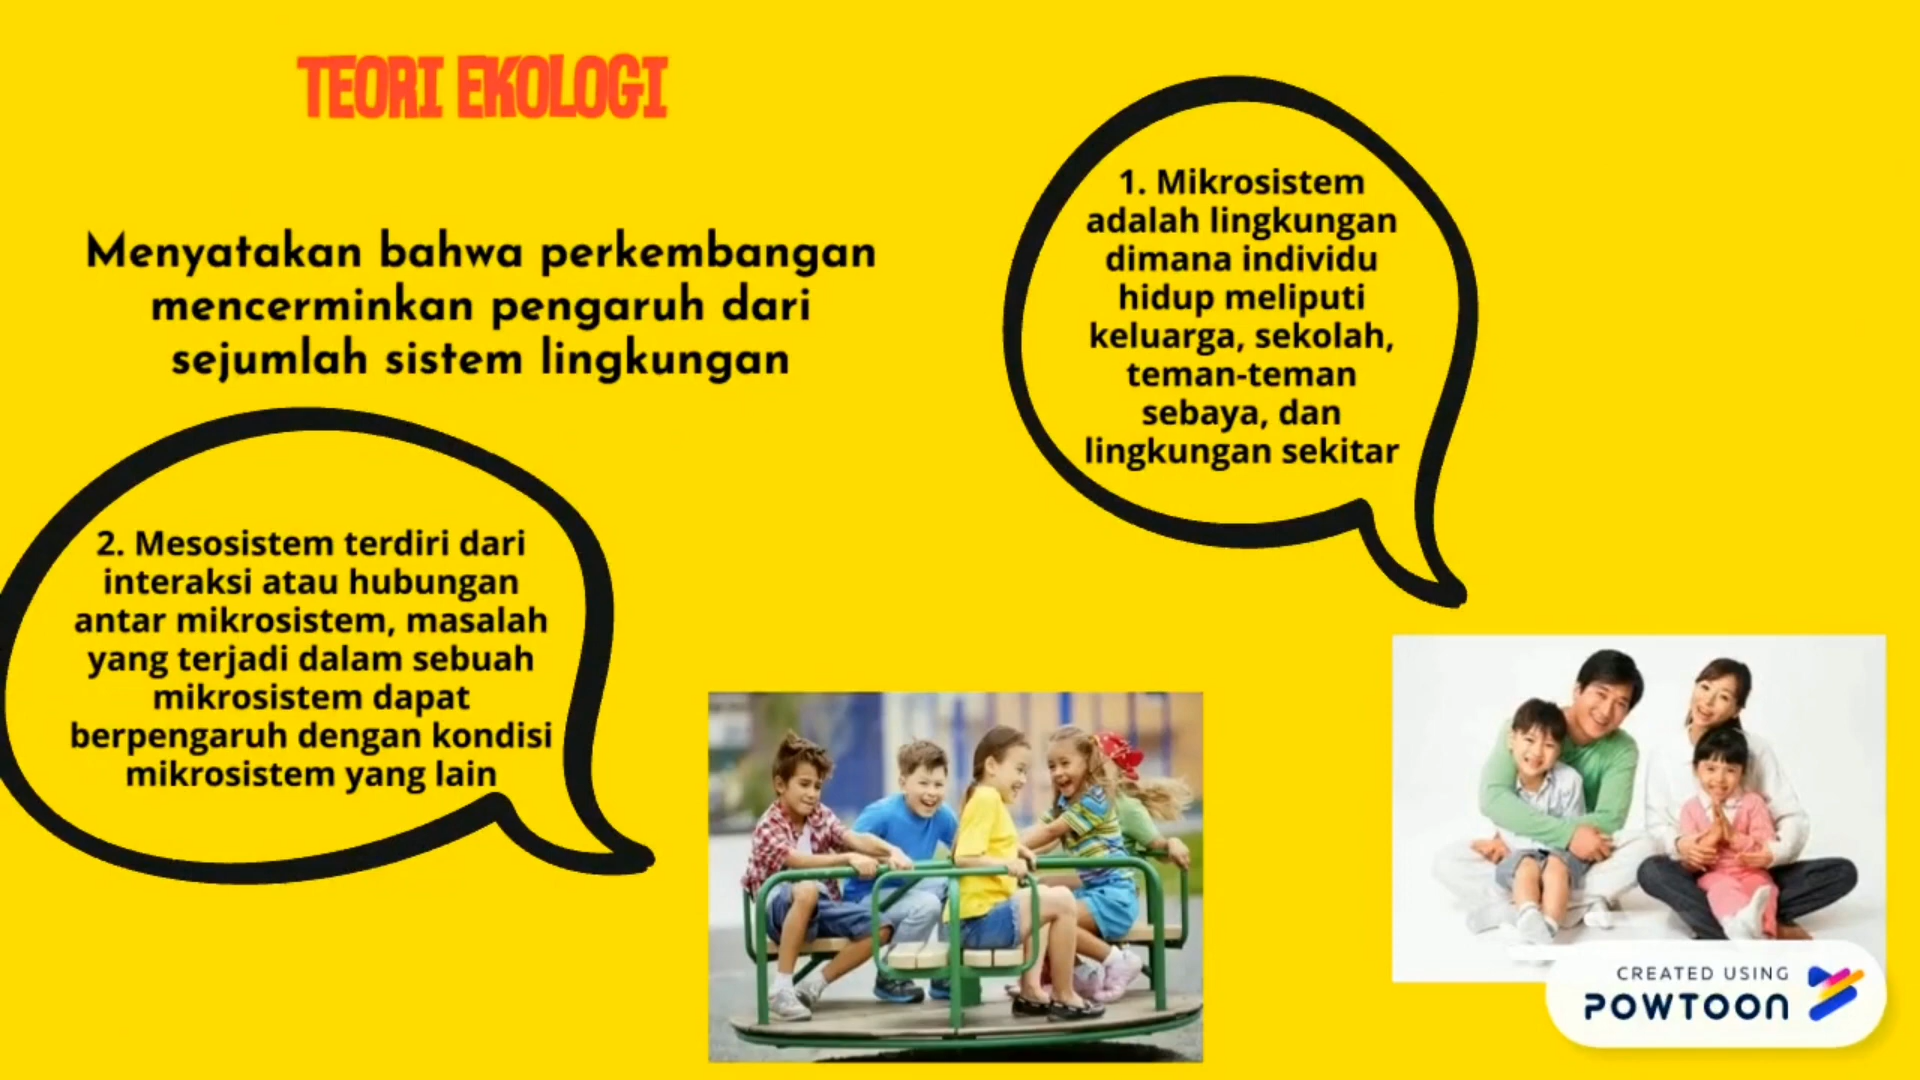 TEORI EKOLOGI
Menyatakan bahwa perkembangan
mencerminkan pengaruh dari
sejumlah sistem lingkungan
1. Mikrosistem
adalah lingkungan
dimana individu
hidup meliputi
keluarga, sekolah,
teman-teman
sebaya, dan
lingkungan sekitar
2. Mesosistem terdiri dari
interaksi atau hubungan
antar mikrosistem, masalah
yang terjadi dalam sebuah
mikrosistem dapat
berpengaruh dengan kondisi
mikrosistem yang lain
CREATED USING
POWTOON